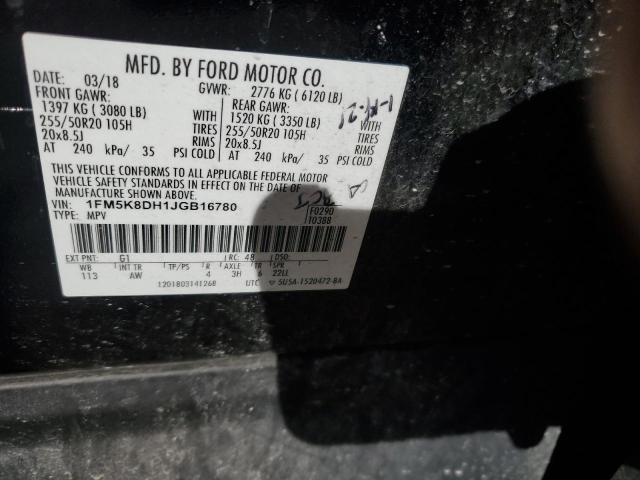 MFD. BY FORD MOTOR CO.
DATE: 03/18 GVWR: 2776 KG ( 6120 LB)
FRONT GAWR: REAR GAWR:
1397 KG ( 3080 LB) WITH 1520 KG ( 3350 LB) WITH
255/50R20 105H TIRES 255/50R20 105H TIRES
20x8.5J RIMS 20x8.5J RIMS
AT 240 kPa/ 35 PSI COLD AT 240 kPa/ 35 PSI COLD
THIS VEHICLE CONFORMS TO ALL APPLICABLE FEDERAL MOTOR
VEHICLE SAFETY AND THEFT PREVENTION STANDARDS IN EFFECT ON THE DATE OF
MANUFACTURE SHOWN ABOVE.
VIN: 1FM5K8DH1JGB16780
TYPE: MPV
F0290
T0388
EXT PNT: G1 RC: 48 DSO:
WB INT TR TP/PS R AXLE TR SPR
113 AW 4 3H 6 22LL
UTC 5U5A-1520472-BA